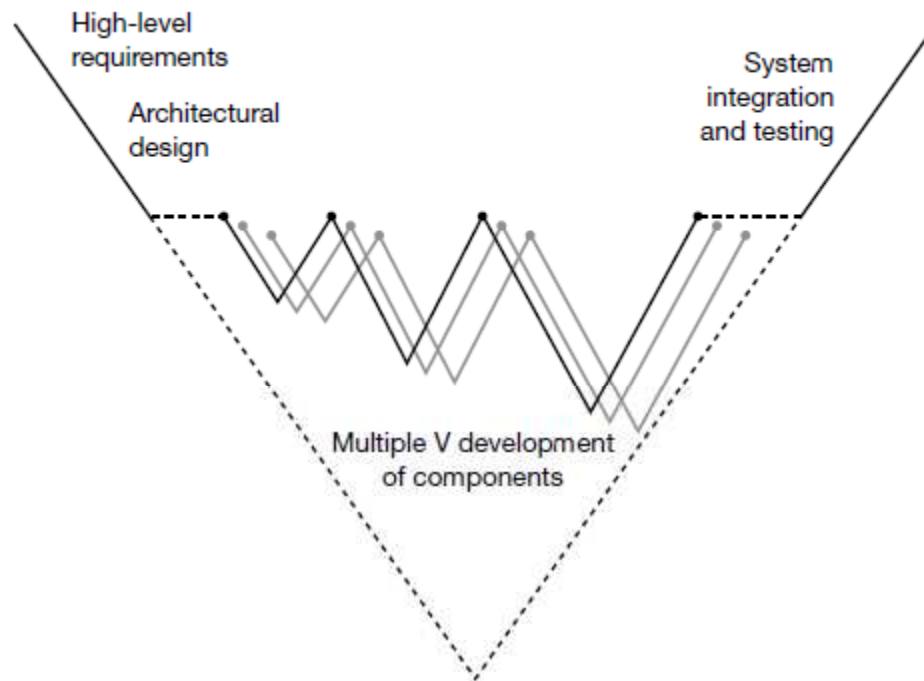 High-level
requirements
Architectural
design
System
integration
and testing
Multiple V development
of components